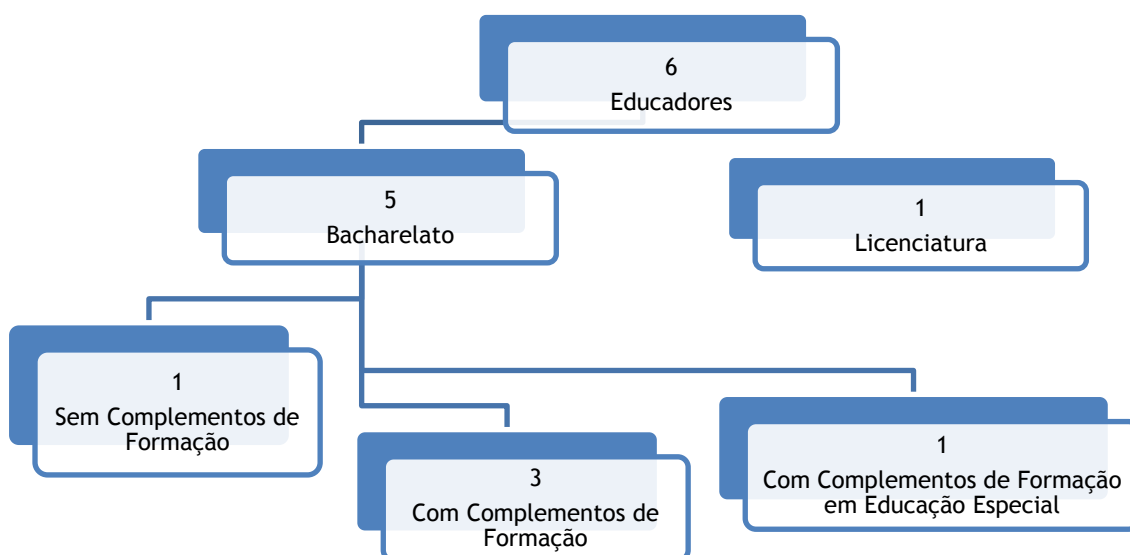 6
Educadores
5
Bacharelato
1
Licenciatura
1
Sem Complementos de
Formação
3
Com Complementos de
Formação
1
Com Complementos de Formação
em Educação Especial